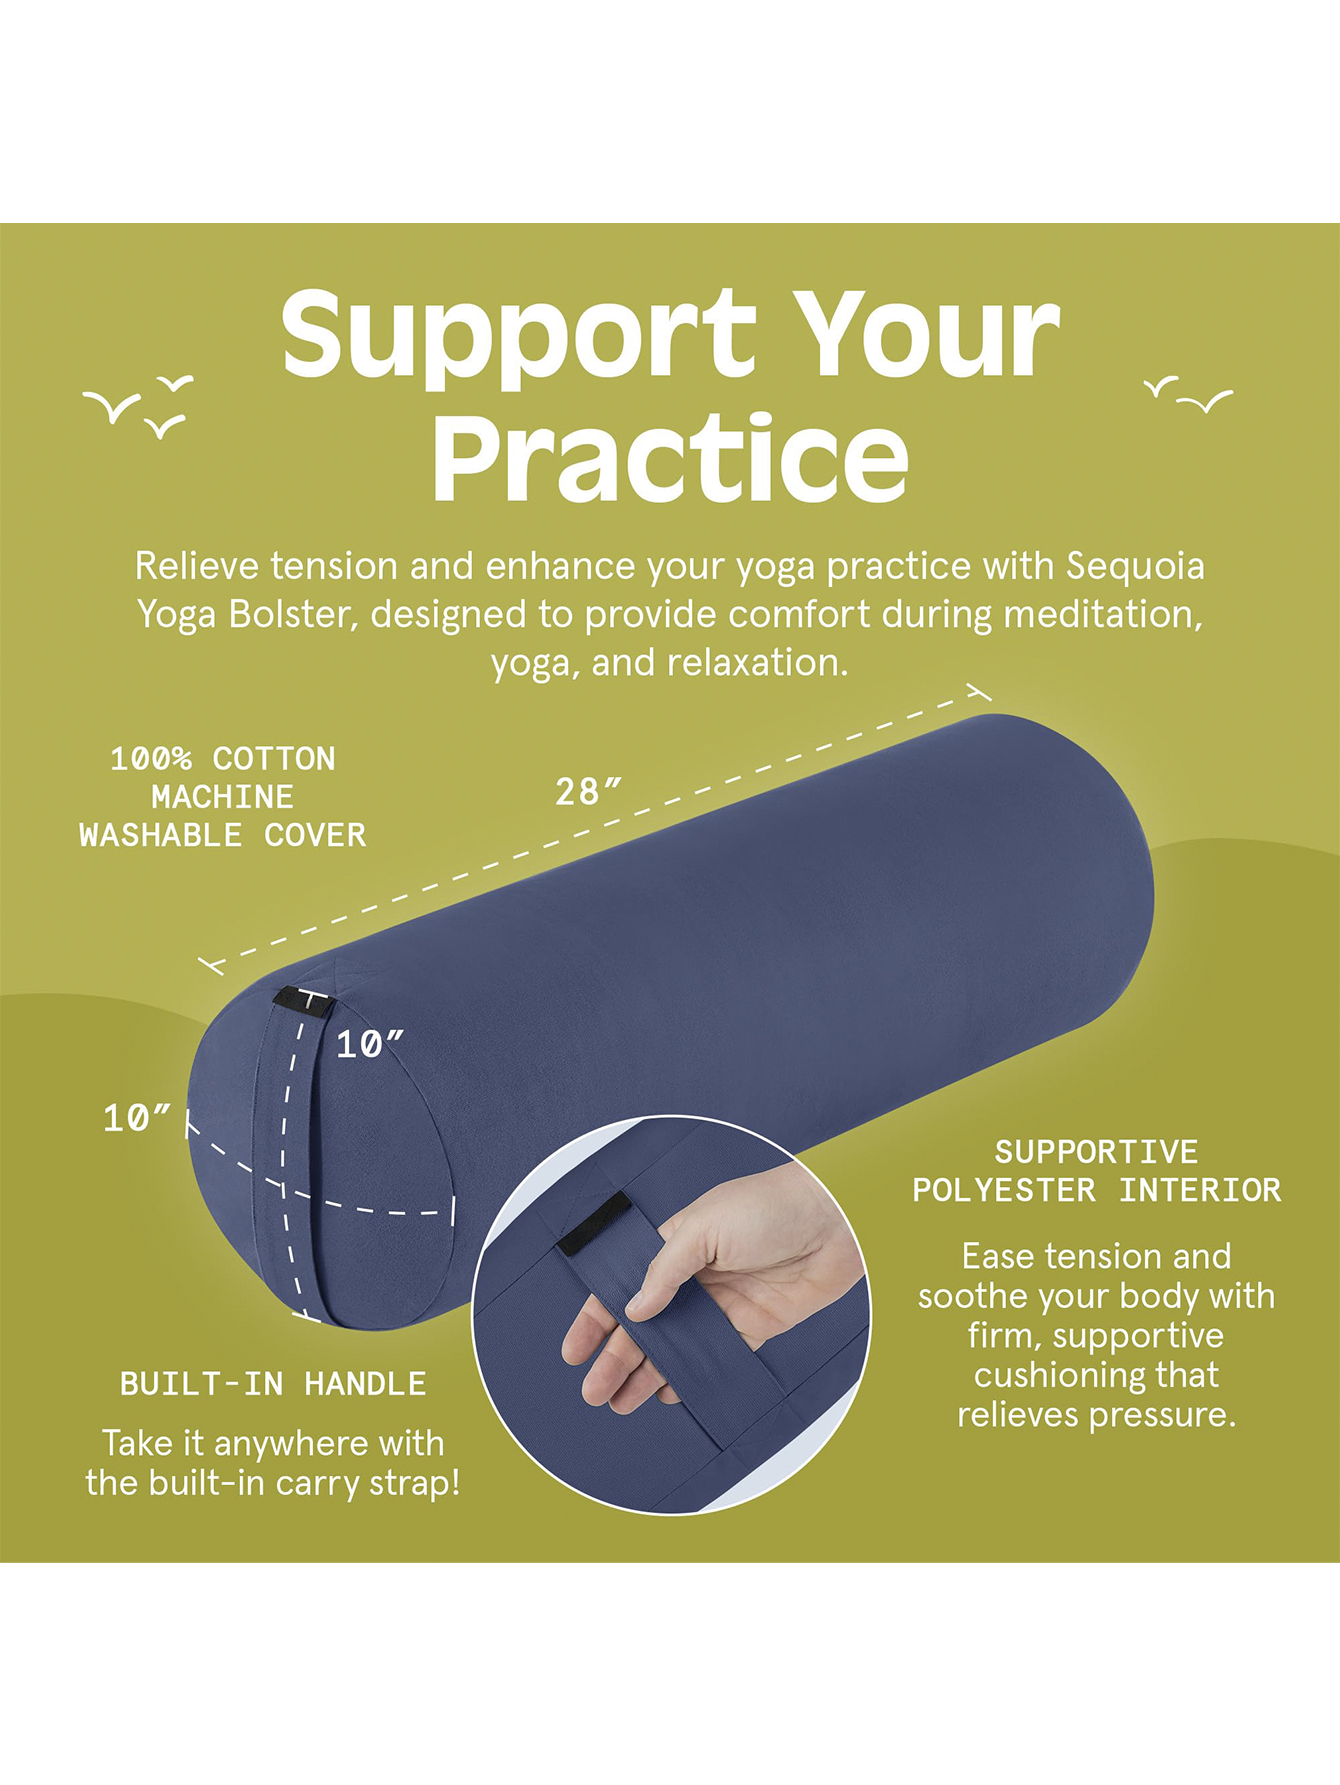 Support Your
Practice
Relieve tension and enhance your yoga practice with Sequoia
Yoga Bolster, designed to provide comfort during meditation,
yoga, and relaxation.
100% COTTON
MACHINE
WASHABLE COVER
28″
10″
10″
SUPPORTIVE
POLYESTER INTERIOR
Ease tension and
soothe your body with
firm, supportive
cushioning that
relieves pressure.
BUILT-IN HANDLE
Take it anywhere with
the built-in carry strap!